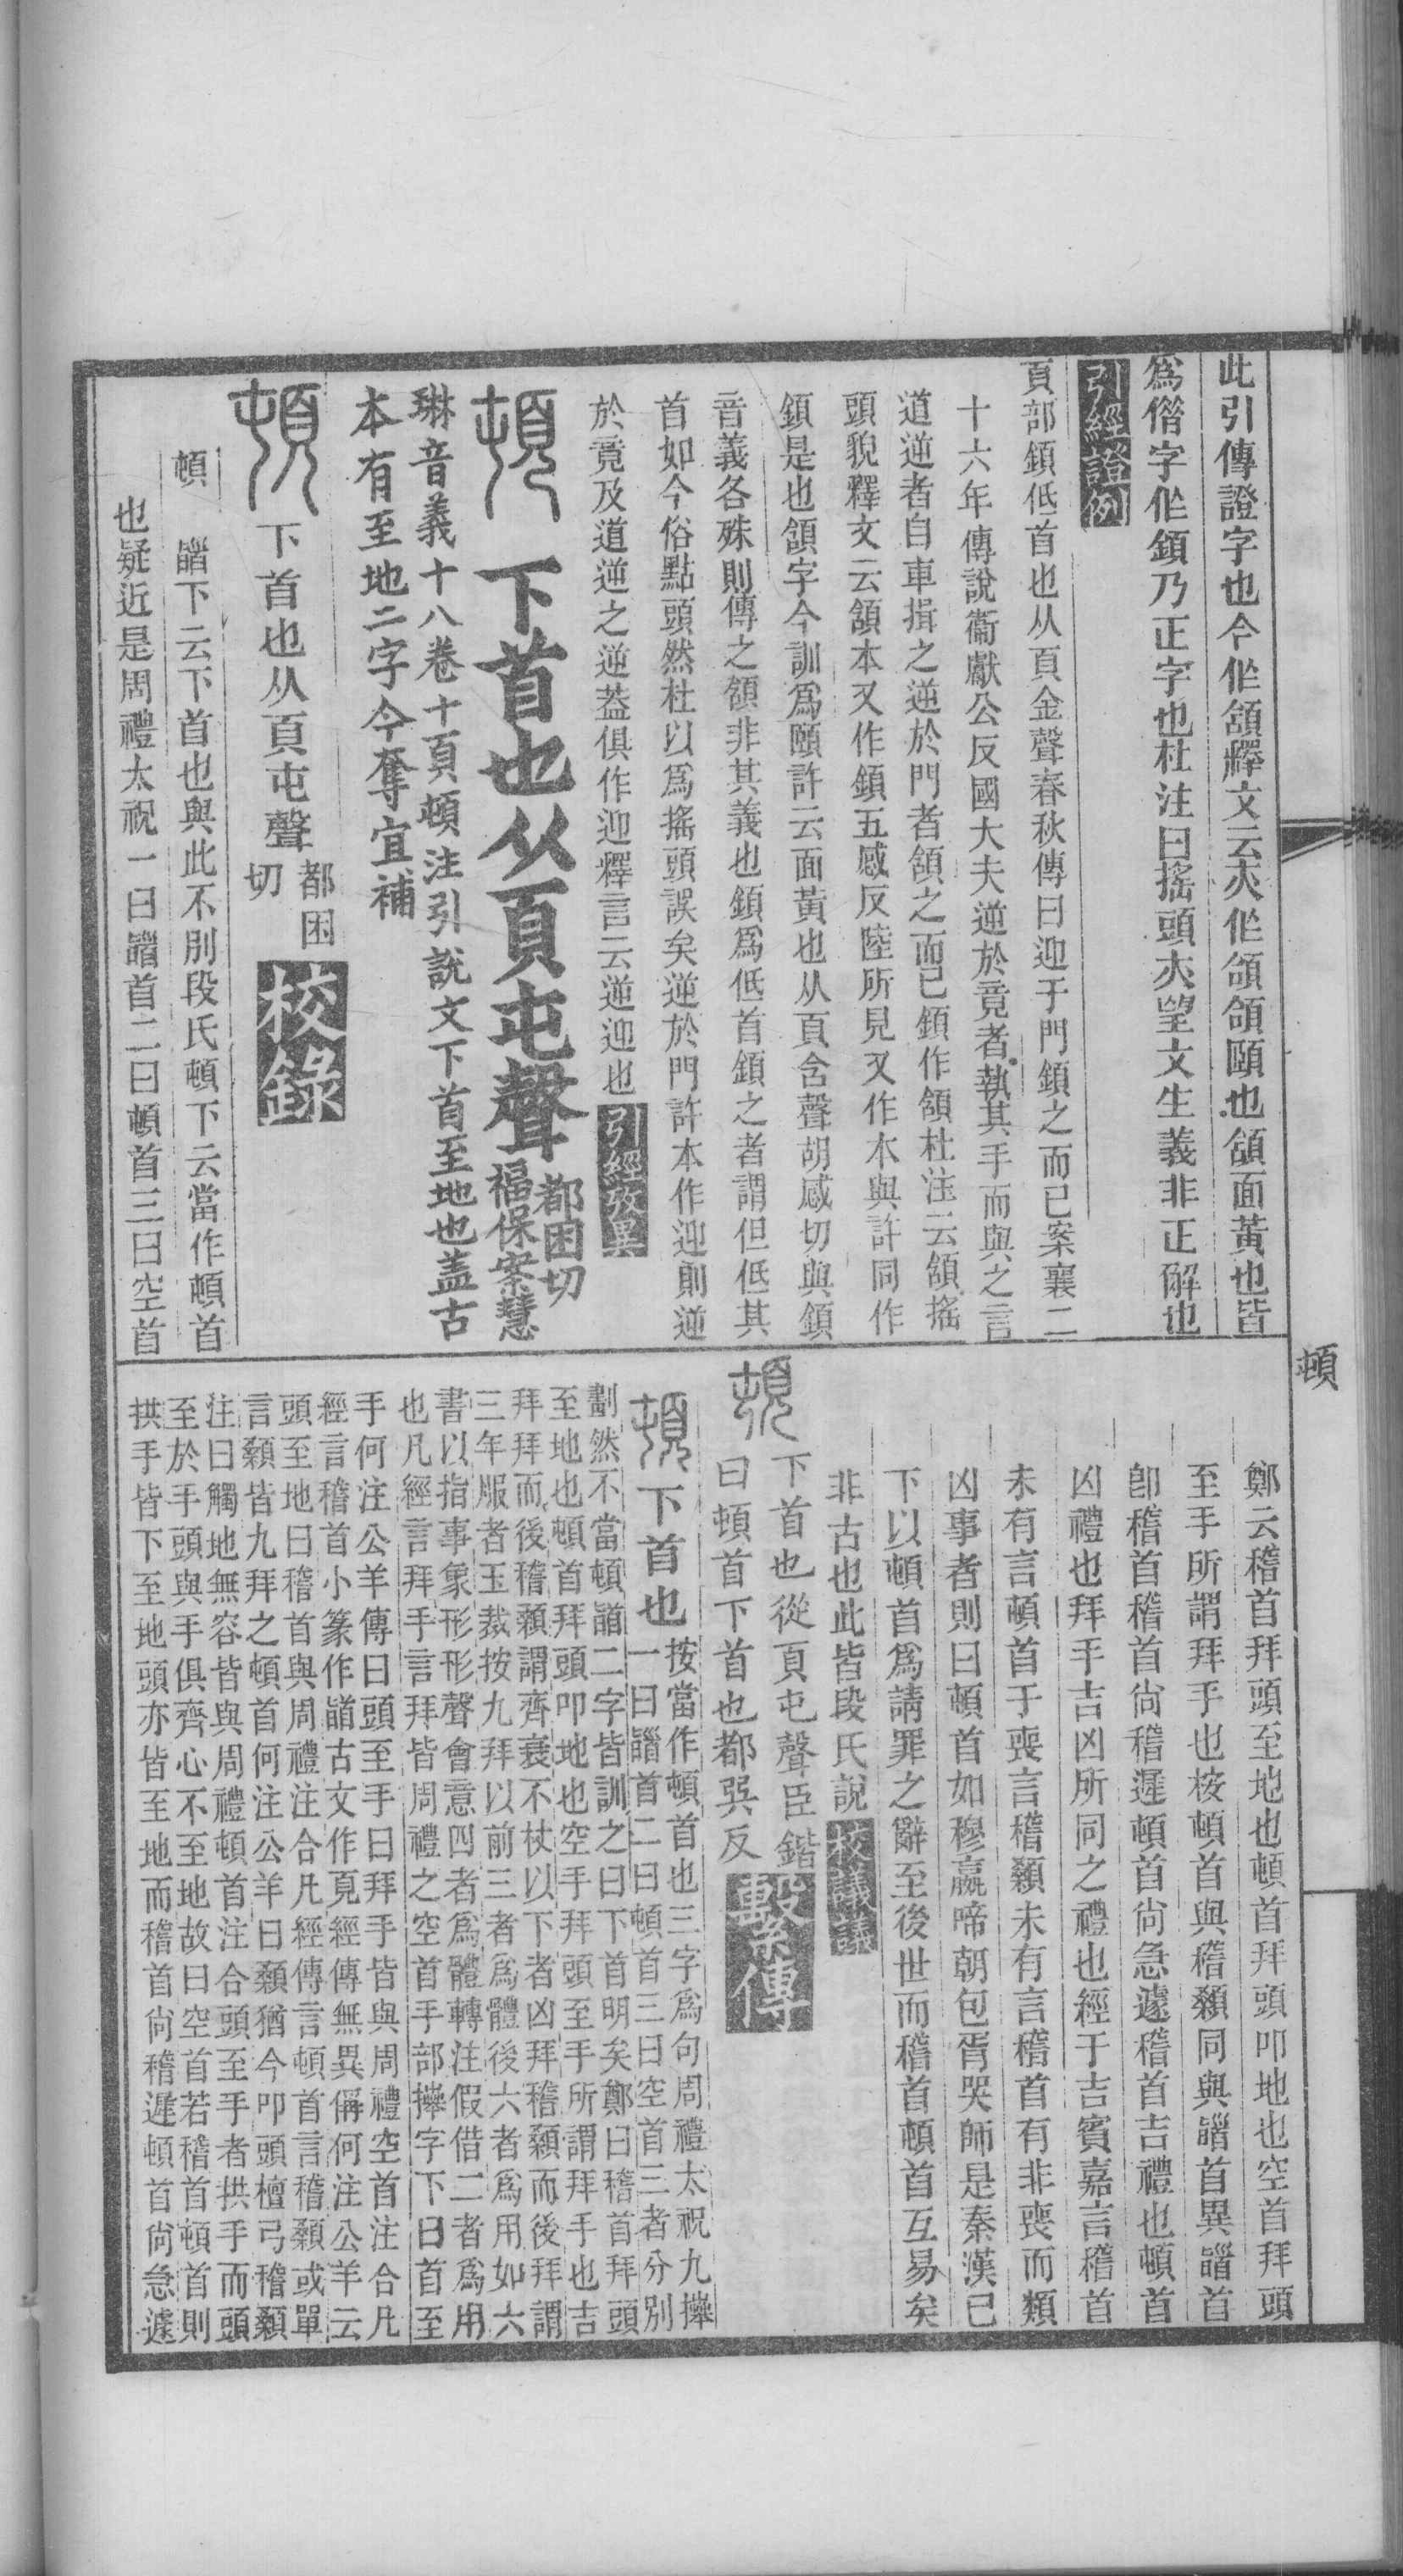 此引傳證字也今作頷釋文云亦作頜頜頤也頷面黃也皆
爲偕字作鎮乃正字也杜注曰搖頭亦望文生義非正解也
引經證例
頁部顉低首也从頁金聲春秋傳曰迎于門顉之而已案襄二
十六年傳說衞獻公反國大夫逆於竟者執其手而與之言
道逆者自車揖之逆於門者頷之而已顉作頷杜注云頷搖
頭貌釋文云頷本又作顉五感反陸所見又作木與許同作
顉是也頷字今訓爲頤許云面黃也从頁含聲胡感切與顉
音義各殊則傳之頷非其義也顉爲低首顉之者謂但低其
首如今俗點頭然杜以爲搖頭誤矣逆於門許本作迎則逆
於竟及道逆之逆葢俱作迎釋言云逆迎也 引經攷異
頓 下首也从頁屯聲 都困切 福保案慧
琳音義十八卷十頁頓注引說文下首至地也盖古
本有至地二字今奪宜補
頓 下首也从頁屯聲 都困切 校錄
頓 䭫下云下首也與此不別段氏頓下云當作頓首
也疑近是周禮太祝一曰䭫首二曰頓首三曰空首
頓
鄭云稽首拜頭至地也頓首拜頭叩地也空首拜頭
至手所謂拜手也桉頓首與稽顙同與䭫首異䭫首
卽稽首稽首尙稽遲頓首尙急遽稽首吉禮也頓首
凶禮也拜手吉凶所同之禮也經于吉賓嘉言稽首
未有言頓首于喪言稽顙未有言稽首有非喪而類
凶事者則曰頓首如穆嬴啼朝包胥哭師是秦漢已
下以頓首爲請罪之辭至後世而稽首頓首互易矣
非古也此皆段氏說 校議議
頓 下首也從頁屯聲臣鍇
曰頓首下首也都巽反 繫傳
頓 下首也 按當作頓首也三字爲句周禮太祝九𢷎
一曰䭫首二曰頓首三曰空首三者分別
劃然不當頓䭫二字皆訓之曰下首明矣鄭曰稽首拜頭
至地也頓首拜頭叩地也空手拜頭至手所謂拜手也吉
拜拜而後稽顙謂齊衰不杖以下者凶拜稽顙而後拜謂
三年服者玉裁按九拜以前三者爲體後六者爲用如六
書以指事象形形聲會意四者爲體轉注假借二者爲用
也凡經言拜手言拜皆周禮之空首手部𢷎字下曰首至
手何注公羊傳曰頭至手曰拜手皆與周禮空首注合凡
經言稽首小篆作䭫古文作𩒨經傳無異偁何注公羊云
頭至地曰稽首與周禮注合凡經傳言頓首言稽顙或單
言顙皆九拜之頓首何注公羊曰顙猶今叩頭檀弓稽顙
注曰觸地無容皆與周禮頓首注合頭至手者拱手而頭
至於手頭與手俱齊心不至地故曰空首若稽首頓首則
拱手皆下至地頭亦皆至地而稽首尙稽遲頓首尙急遽